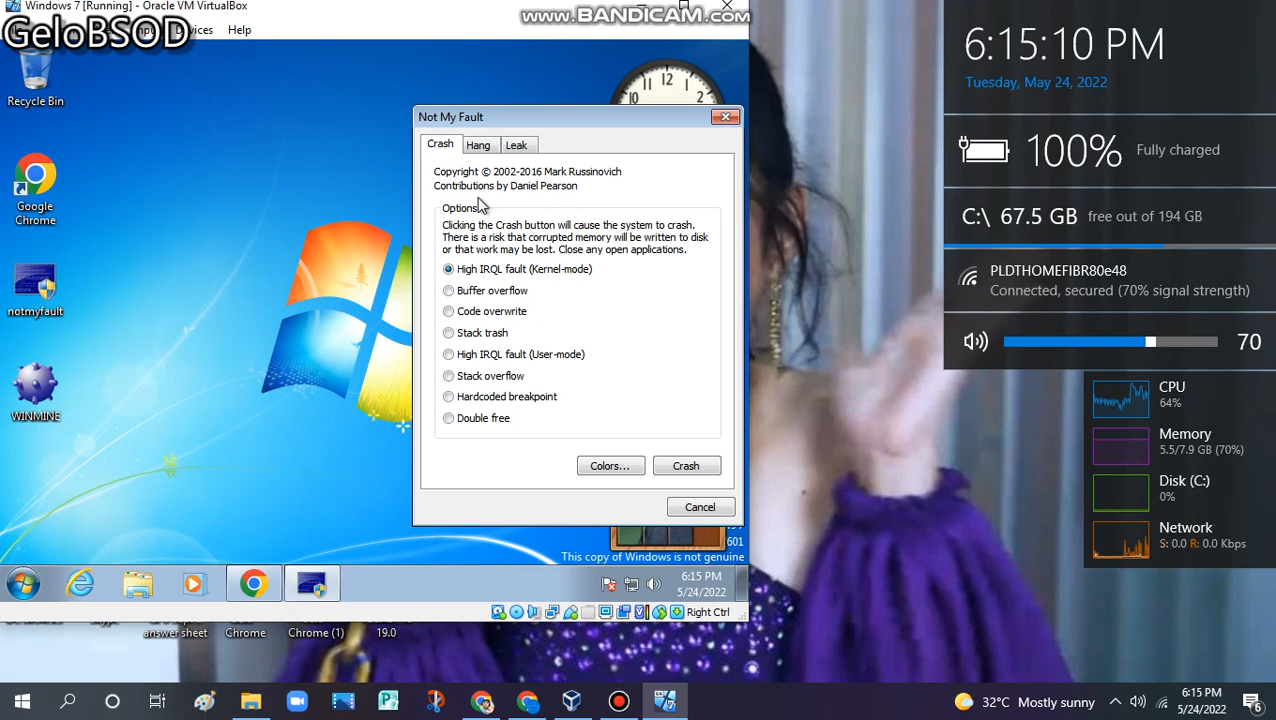 Windows 7 [Running] - Oracle VM VirtualBox
www.BANDICAM.com
GeloBSOD
Devices
Help
Recycle Bin
Google
Chrome
notmyfault
WINMINE
12
10
2
Not My Fault
Crash
Hang
Leak
Copyright © 2002-2016 Mark Russinovich
Contributions by Daniel Pearson
Options
Clicking the Crash button will cause the system to crash.
There is a risk that corrupted memory will be written to disk
or that work may be lost. Close any open applications.
High IRQL fault (Kernel-mode)
Buffer overflow
Code overwrite
Stack trash
High IRQL fault (User-mode)
Stack overflow
Hardcoded breakpoint
Double free
Colors...
Crash
Cancel
601
This copy of Windows is not genuine
6:15 PM
5/24/2022
Right Ctrl
answer sheet
Chrome
Chrome (1)
19.0
6:15:10 PM
Tuesday, May 24, 2022
100%
Fully charged
C:\ 67.5 GB free out of 194 GB
PLDTHOMEFIBR80e48
Connected, secured (70% signal strength)
70
CPU
64%
Memory
5.5/7.9 GB (70%)
Disk (C:)
0%
Network
S: 0.0 R: 0.0 Kbps
32°C Mostly sunny
6:15 PM
5/24/2022
6